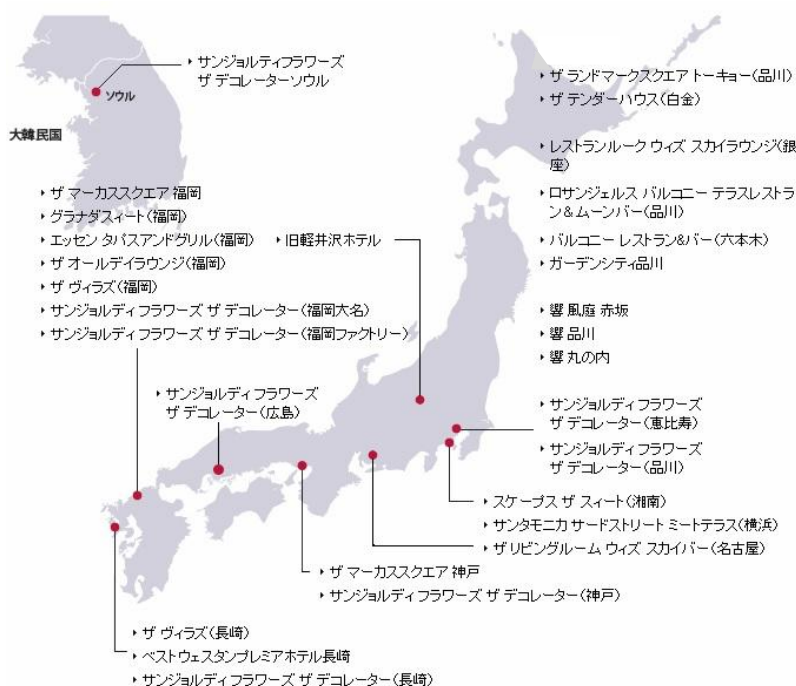 サンジョルディフラワーズ
ザ デコレーターソウル
ソウル
大韓民国
ザ ランドマークスクエア トーキョー(品川)
ザ テンダーハウス(白金)
レストランルーク ウィズ スカイラウンジ(銀
座)
ロサンジェルス バルコニー テラスレストラ
ン&ムーンバー(品川)
バルコニー レストラン&バー(六本木)
ガーデンシティ品川
響 風庭 赤坂
響 品川
響 丸の内
ザ マーカススクエア 福岡
グラナダスィート(福岡)
エッセン タパスアンドグリル(福岡)
ザ オールデイラウンジ(福岡)
ザ ヴィラズ(福岡)
サンジョルディフラワーズ ザ デコレーター(福岡大名)
サンジョルディフラワーズ ザ デコレーター(福岡ファクトリー)
旧軽井沢ホテル
サンジョルディフラワーズ
ザ デコレーター(広島)
サンジョルディフラワーズ
ザ デコレーター(恵比寿)
サンジョルディフラワーズ
ザ デコレーター(品川)
スケープス ザ スィート(湘南)
サンタモニカ サードストリート ミートテラス(横浜)
ザ リビングルーム ウィズ スカイバー(名古屋)
ザ マーカススクエア 神戸
サンジョルディフラワーズ ザ デコレーター(神戸)
ザ ヴィラズ(長崎)
ベストウェスタンプレミアホテル長崎
サンジョルディフラワーズ ザ デコレーター(長崎)